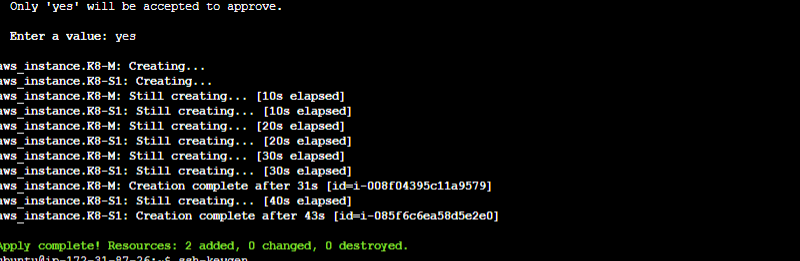 Only 'yes' will be accepted to approve.
Enter a value: yes
aws_instance.K8-M: Creating...
aws_instance.K8-S1: Creating...
aws_instance.K8-M: Still creating... [10s elapsed]
aws_instance.K8-S1: Still creating... [10s elapsed]
aws_instance.K8-M: Still creating... [20s elapsed]
aws_instance.K8-S1: Still creating... [20s elapsed]
aws_instance.K8-M: Still creating... [30s elapsed]
aws_instance.K8-S1: Still creating... [30s elapsed]
aws_instance.K8-M: Creation complete after 31s [id=i-008f04395c11a9579]
aws_instance.K8-S1: Still creating... [40s elapsed]
aws_instance.K8-S1: Creation complete after 43s [id=i-085f6c6ea58d5e2e0]
Apply complete! Resources: 2 added, 0 changed, 0 destroyed.
ubuntu@ip-172-31-87-26:~$ ssh-keygen